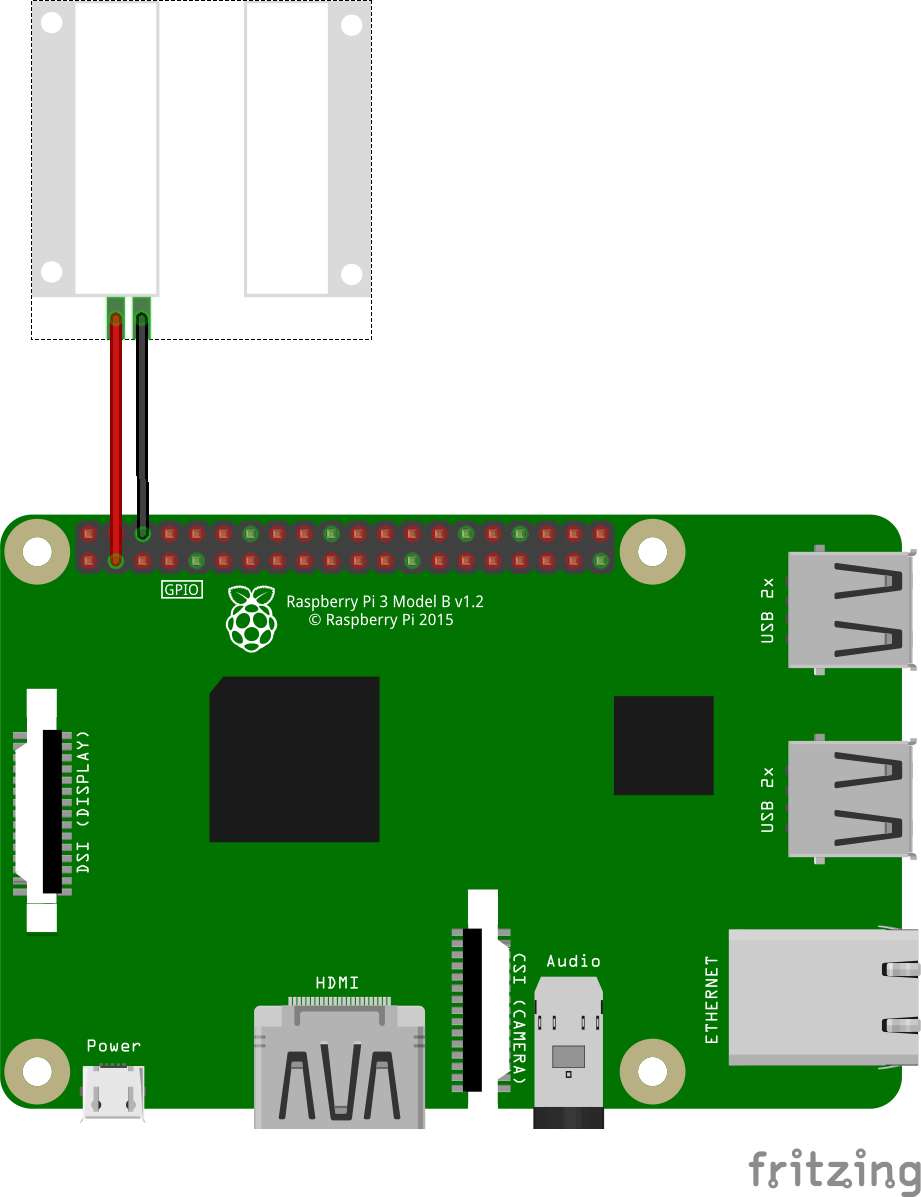 GPIO
Raspberry Pi 3 Model B v1.2
© Raspberry Pi 2015
USB 2x
DSI (DISPLAY)
USB 2x
HDMI
CSI (CAMERA)
Audio
ETHERNET
Power
fritzing